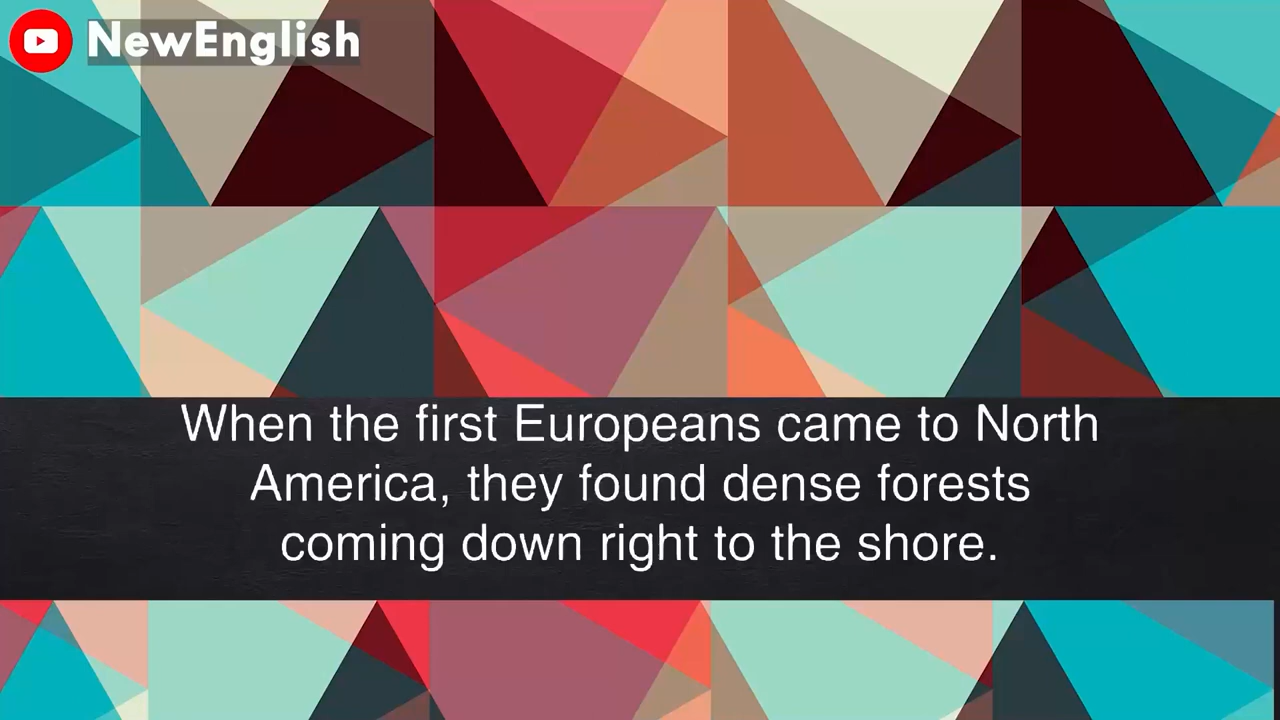 NewEnglish
When the first Europeans came to North
America, they found dense forests
coming down right to the shore.